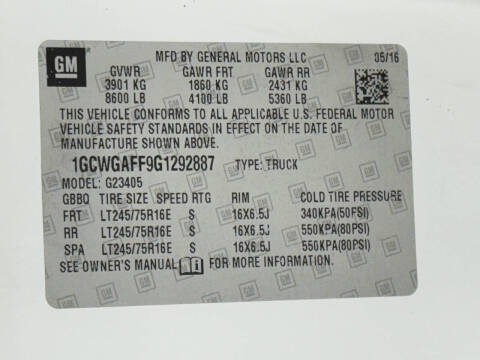 GM MFD BY GENERAL MOTORS LLC 05/16
GVWR GAWR FRT GAWR RR
3901 KG 1860 KG 2431 KG
8600 LB 4100 LB 5360 LB
THIS VEHICLE CONFORMS TO ALL APPLICABLE U.S. FEDERAL MOTOR
VEHICLE SAFETY STANDARDS IN EFFECT ON THE DATE OF
MANUFACTURE SHOWN ABOVE.
1GCWGAFF9G1292887 TYPE: TRUCK
MODEL: G23405
GBBQ TIRE SIZE SPEED RTG RIM COLD TIRE PRESSURE
FRT LT245/75R16E S 16X6.5J 340KPA(50PSI)
RR LT245/75R16E S 16X6.5J 550KPA(80PSI)
SPA LT245/75R16E S 16X6.5J 550KPA(80PSI)
SEE OWNER'S MANUAL FOR MORE INFORMATION.